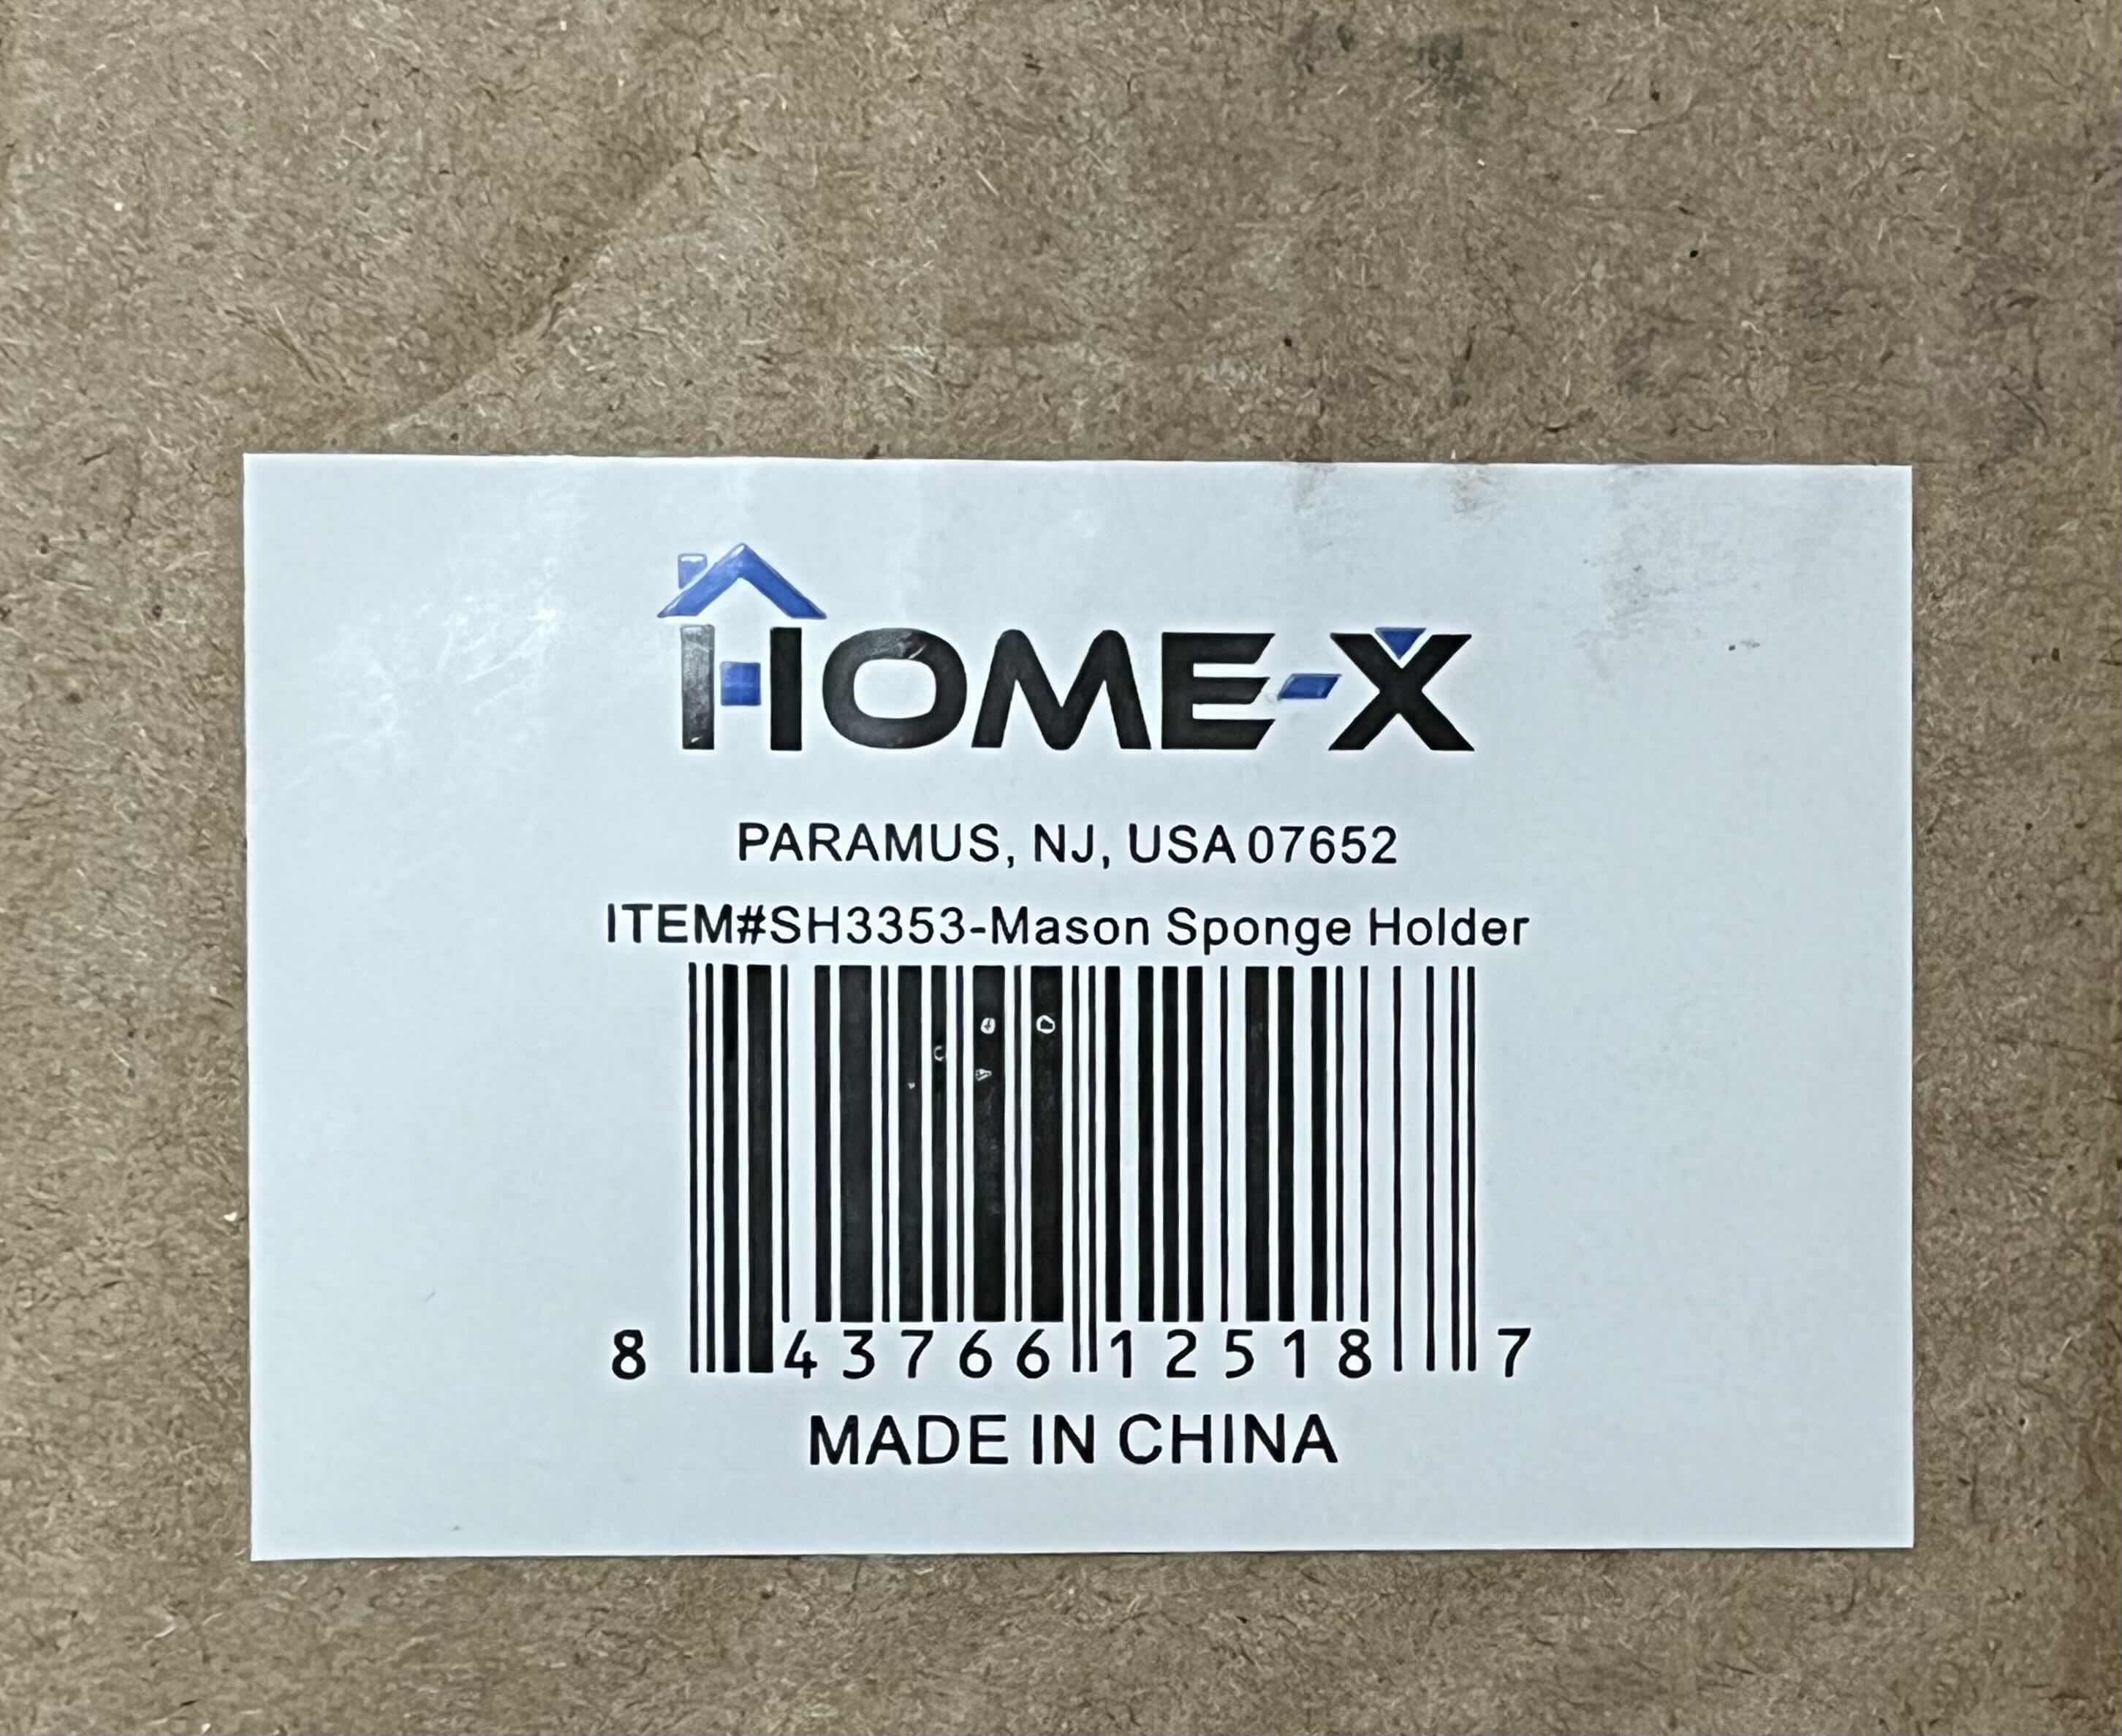 HOME-X
PARAMUS, NJ, USA 07652
ITEM#SH3353-Mason Sponge Holder
8 43766 12518 7
MADE IN CHINA